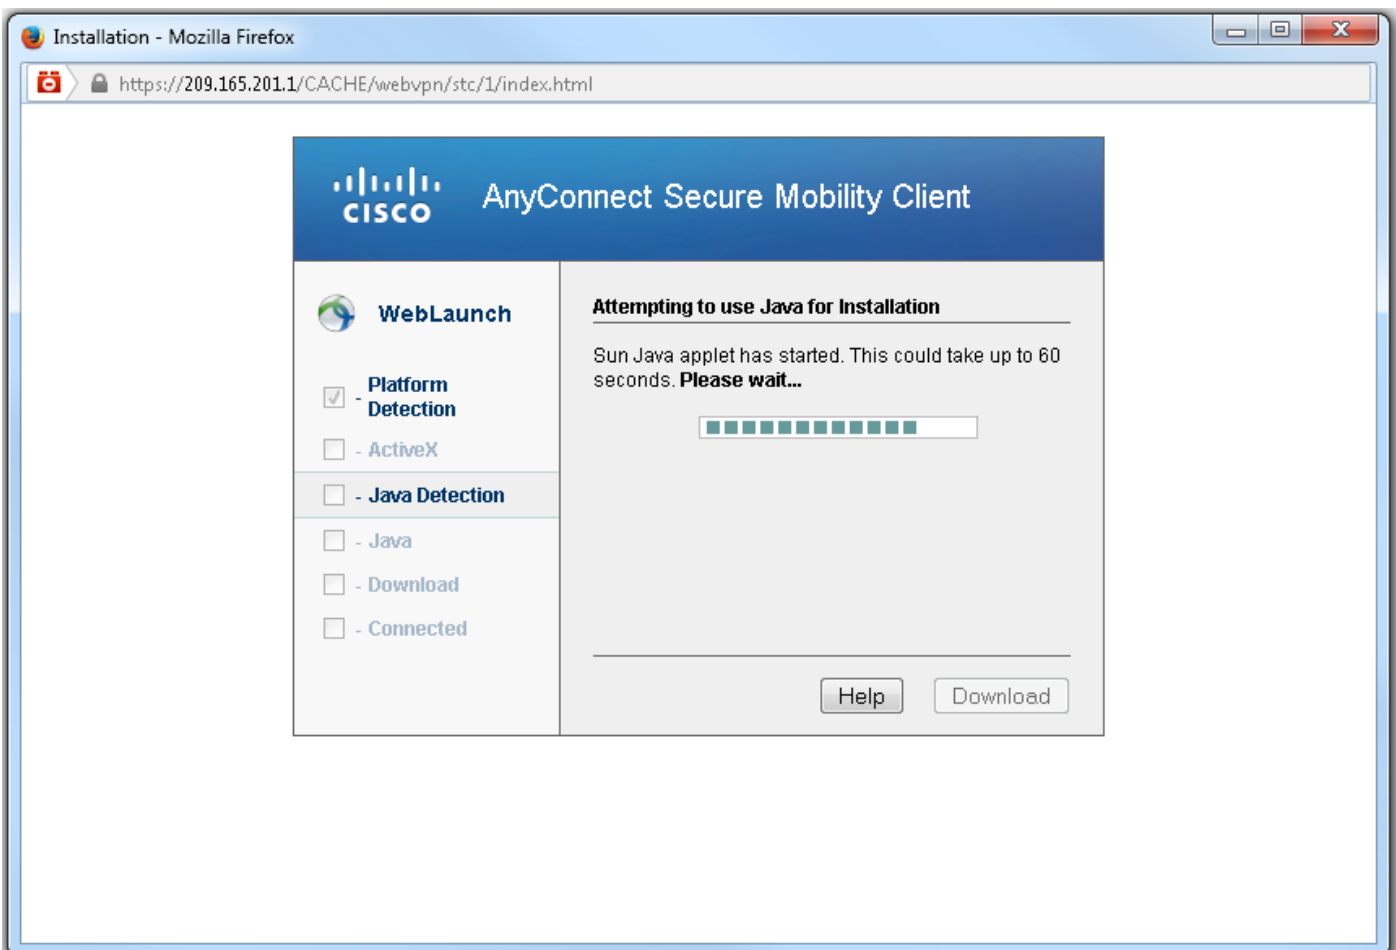 Installation - Mozilla Firefox
https://209.165.201.1/CACHE/webvpn/stc/1/index.html
CISCO
AnyConnect Secure Mobility Client
WebLaunch
- Platform
Detection
- ActiveX
- Java Detection
- Java
- Download
- Connected
Attempting to use Java for Installation
Sun Java applet has started. This could take up to 60
seconds. Please wait...
Help
Download